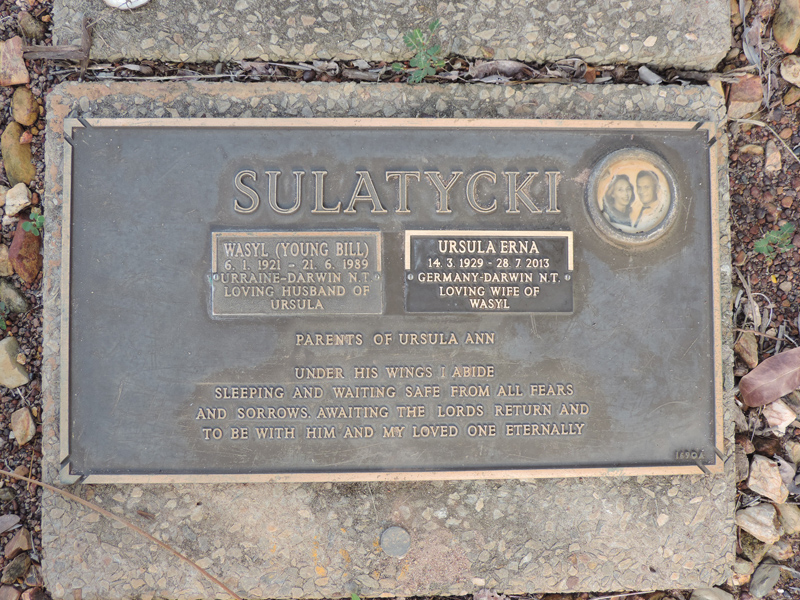 SULATYCKI
WASYL (YOUNG BILL)
6. 1. 1921 - 21. 6. 1989
URRAINE-DARWIN N.T.
LOVING HUSBAND OF
URSULA
URSULA ERNA
14. 3. 1929 - 28. 7. 2013
GERMANY-DARWIN N.T.
LOVING WIFE OF
WASYL
PARENTS OF URSULA ANN
UNDER HIS WINGS I ABIDE
SLEEPING AND WAITING SAFE FROM ALL FEARS
AND SORROWS. AWAITING THE LORDS RETURN AND
TO BE WITH HIM AND MY LOVED ONE ETERNALLY